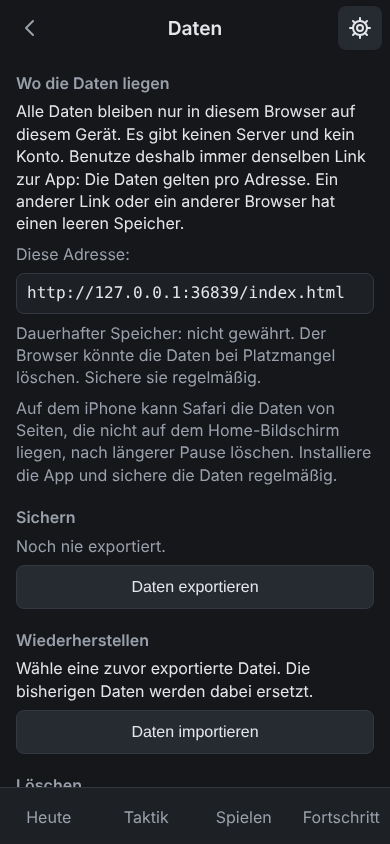 Daten
Wo die Daten liegen
Alle Daten bleiben nur in diesem Browser auf
diesem Gerät. Es gibt keinen Server und kein
Konto. Benutze deshalb immer denselben Link
zur App: Die Daten gelten pro Adresse. Ein
anderer Link oder ein anderer Browser hat
einen leeren Speicher.
Diese Adresse:
http://127.0.0.1:36839/index.html
Dauerhafter Speicher: nicht gewährt. Der
Browser könnte die Daten bei Platzmangel
löschen. Sichere sie regelmäßig.
Auf dem iPhone kann Safari die Daten von
Seiten, die nicht auf dem Home-Bildschirm
liegen, nach längerer Pause löschen. Installiere
die App und sichere die Daten regelmäßig.
Sichern
Noch nie exportiert.
Daten exportieren
Wiederherstellen
Wähle eine zuvor exportierte Datei. Die
bisherigen Daten werden dabei ersetzt.
Daten importieren
Löschen
Heute
Taktik
Spielen
Fortschritt